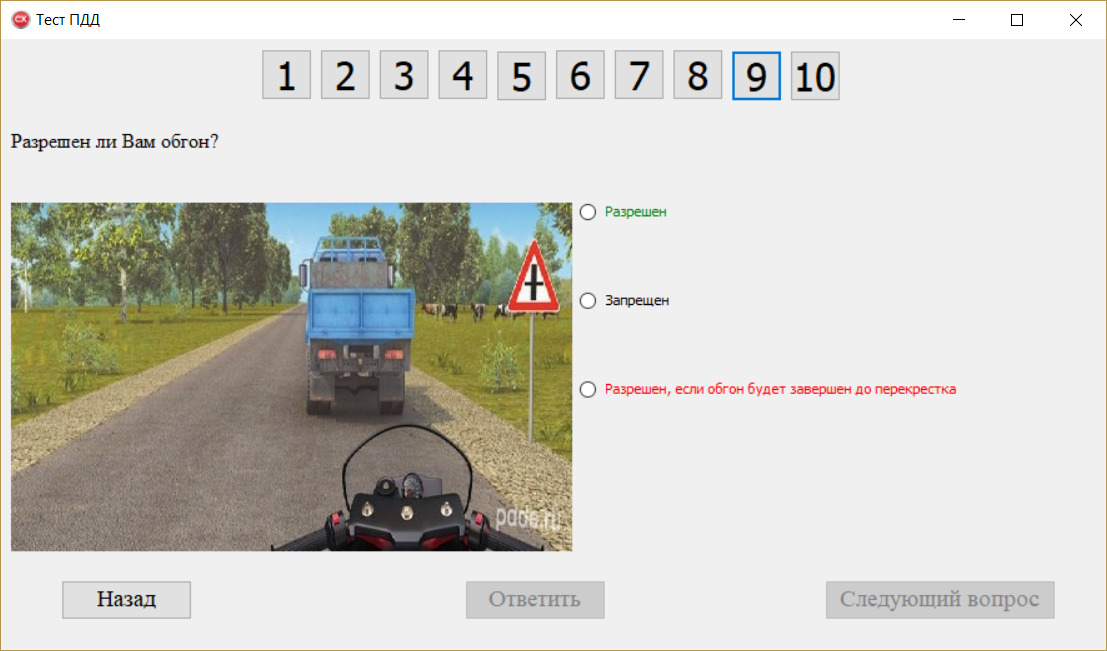 Тест ПДД
1 2 3 4 5 6 7 8 9 10
Разрешен ли Вам обгон?
Разрешен
Запрещен
Разрешен, если обгон будет завершен до перекрестка
pdde.ru
Назад
Ответить
Следующий вопрос